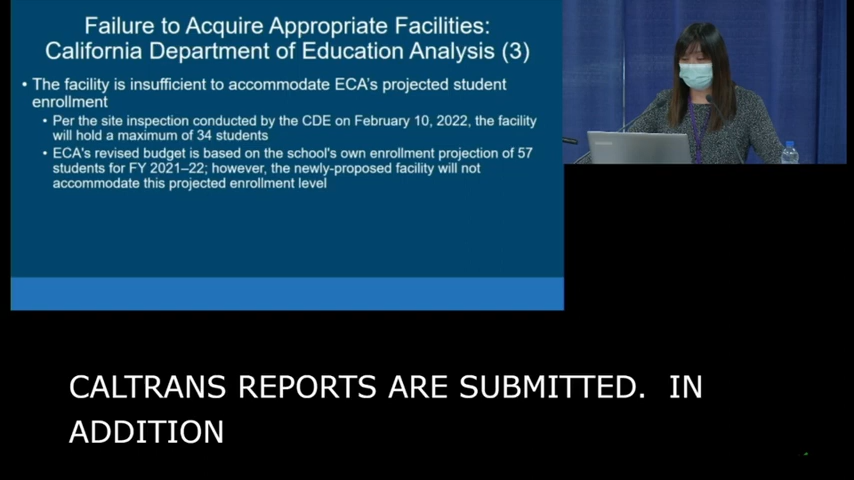 Failure to Acquire Appropriate Facilities:
California Department of Education Analysis (3)
• The facility is insufficient to accommodate ECA's projected student
enrollment
• Per the site inspection conducted by the CDE on February 10, 2022, the facility
will hold a maximum of 34 students
• ECA's revised budget is based on the school's own enrollment projection of 57
students for FY 2021–22; however, the newly-proposed facility will not
accommodate this projected enrollment level
CALTRANS REPORTS ARE SUBMITTED.  IN
ADDITION